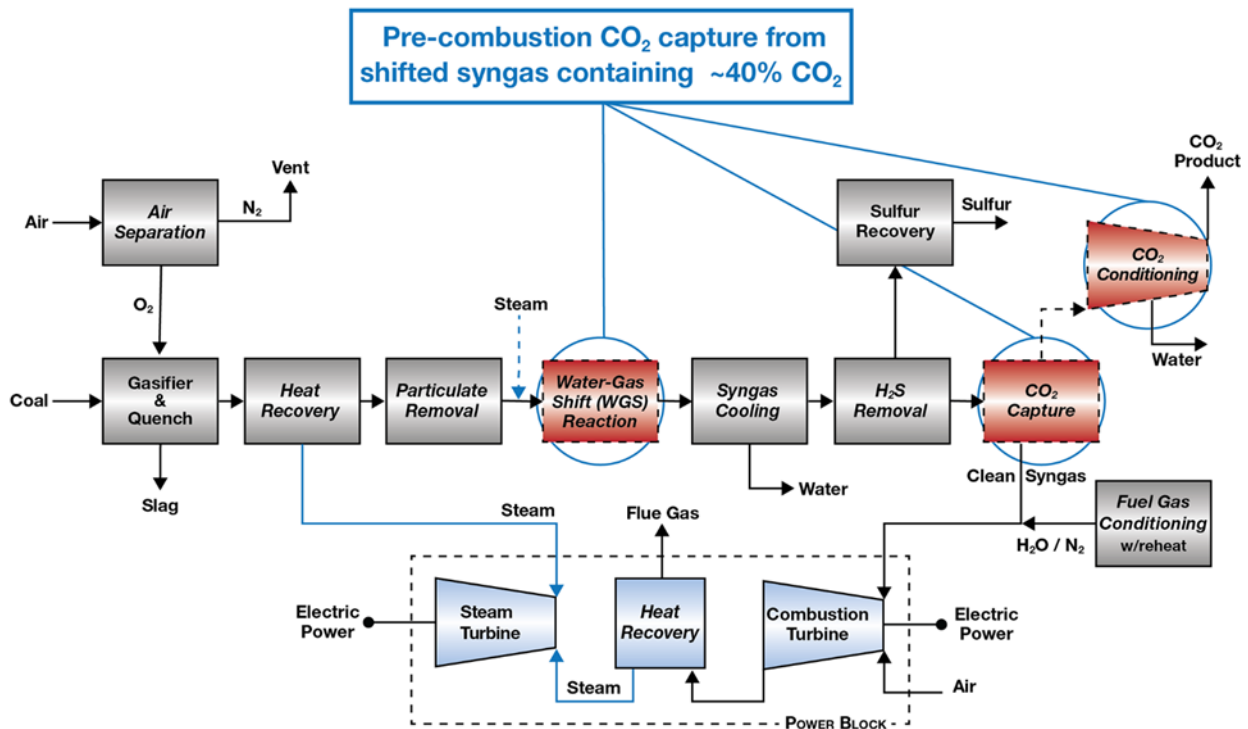 Pre-combustion CO₂ capture from
shifted syngas containing ~40% CO₂
CO₂
Product
Vent
Air
Air
Separation
N₂
Sulfur
Recovery
Sulfur
CO₂
Conditioning
O₂
Steam
Water
Coal
Gasifier
&
Quench
Heat
Recovery
Particulate
Removal
Water-Gas
Shift (WGS)
Reaction
Syngas
Cooling
H₂S
Removal
CO₂
Capture
Slag
Water
Clean Syngas
Steam
Flue Gas
H₂O / N₂
Fuel Gas
Conditioning
w/reheat
Electric
Power
Steam
Turbine
Heat
Recovery
Combustion
Turbine
Electric
Power
Steam
Air
POWER BLOCK